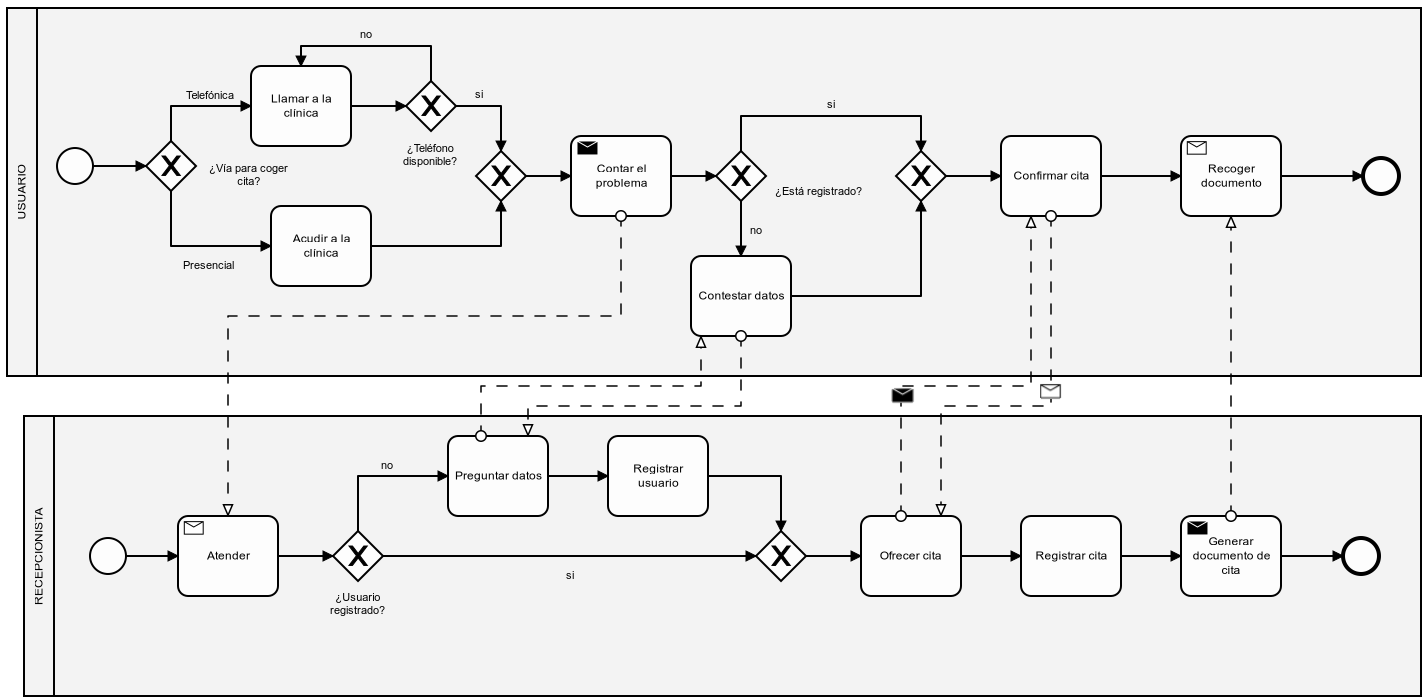 USUARIO
no
Telefónica
Llamar a la
clínica
si
¿Vía para coger
cita?
¿Teléfono
disponible?
Acudir a la
clínica
Presencial
Contar el
problema
si
¿Está registrado?
no
Contestar datos
Confirmar cita
Recoger
documento
RECEPCIONISTA
Atender
¿Usuario
registrado?
no
Preguntar datos
Registrar
usuario
si
Ofrecer cita
Registrar cita
Generar
documento de
cita